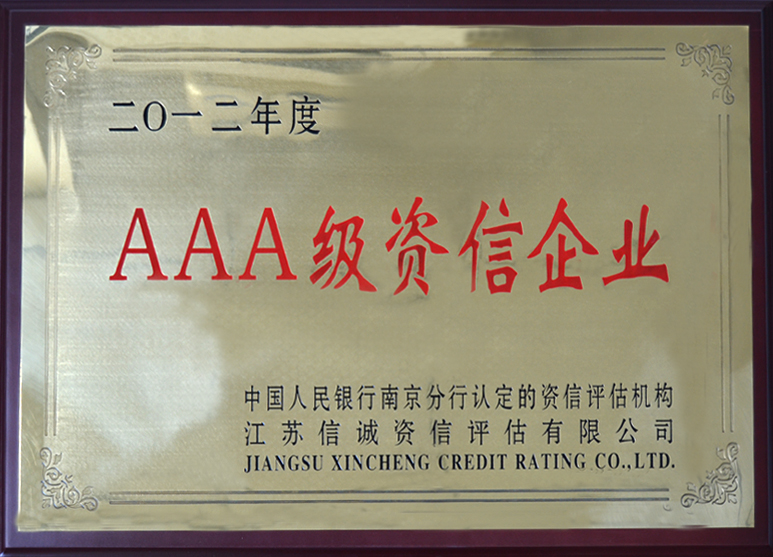 二O一二年度
AAA级资信企业
中国人民银行南京分行认定的资信评估机构
江苏信诚资信评估有限公司
JIANGSU XINCHENG CREDIT RATING CO.,LTD.